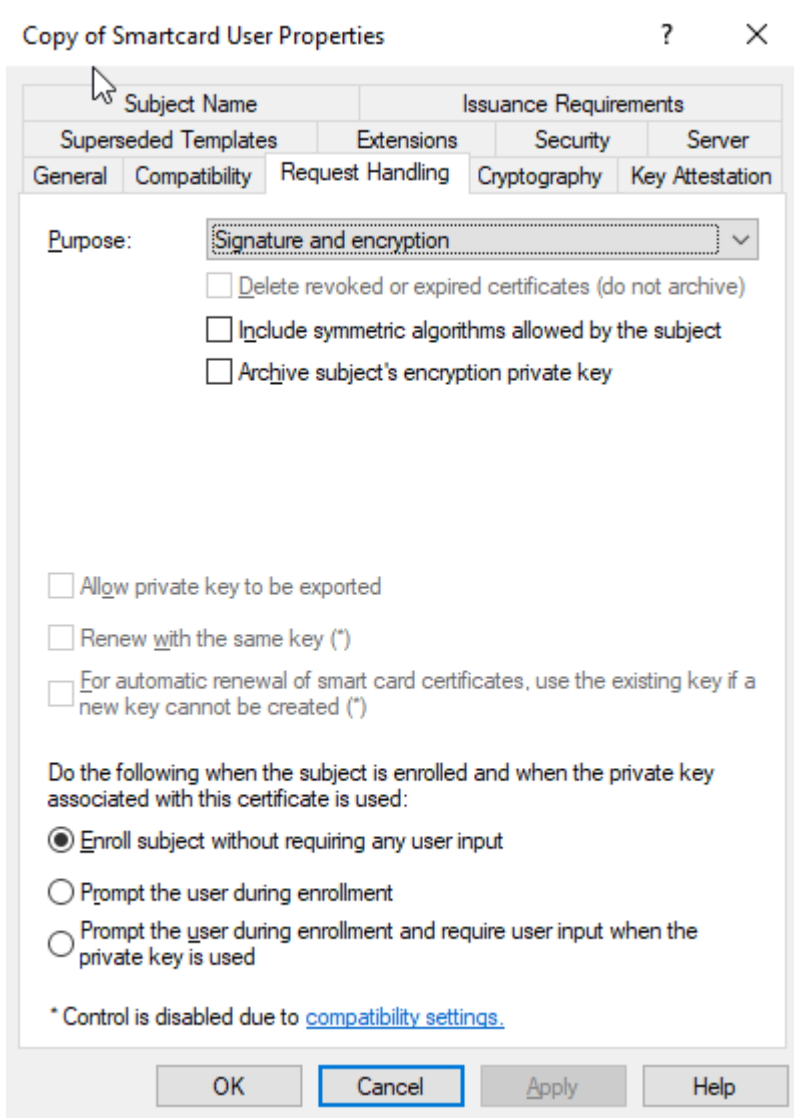 Copy of Smartcard User Properties
?
Subject Name
Issuance Requirements
Superseded Templates
Extensions
Security
Server
General
Compatibility
Request Handling
Cryptography
Key Attestation
Purpose:
Signature and encryption
Delete revoked or expired certificates (do not archive)
Include symmetric algorithms allowed by the subject
Archive subject's encryption private key
Allow private key to be exported
Renew with the same key (*)
For automatic renewal of smart card certificates, use the existing key if a
new key cannot be created (*)
Do the following when the subject is enrolled and when the private key
associated with this certificate is used:
Enroll subject without requiring any user input
Prompt the user during enrollment
Prompt the user during enrollment and require user input when the
private key is used
* Control is disabled due to compatibility settings.
OK
Cancel
Apply
Help